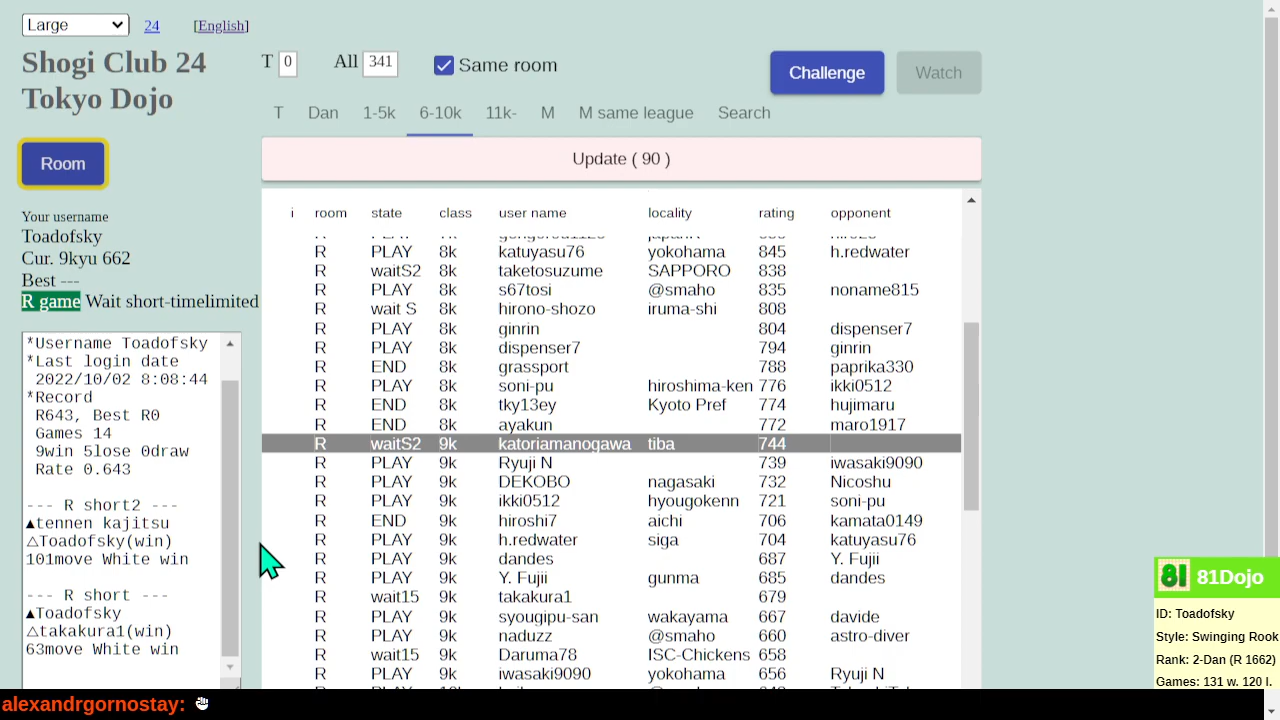 Large 24 [English]
Shogi Club 24
Tokyo Dojo
T 0 All 341 Same room Challenge Watch
T Dan 1-5k 6-10k 11k- M M same league Search
Room
Update ( 90 )
Your username
Toadofsky
Cur. 9kyu 662
Best ---
R game Wait short-timelimited
*Username Toadofsky
*Last login date
2022/10/02 8:08:44
*Record
R643, Best R0
Games 14
9win 5lose 0draw
Rate 0.643
--- R short2 ---
▲tennen kajitsu
△Toadofsky(win)
101move White win
--- R short ---
▲Toadofsky
△takakura1(win)
63move White win
i room state class user name locality rating opponent
R PLAY 8k katuyasu76 yokohama 845 h.redwater
R waitS2 8k taketosuzume SAPPORO 838
R PLAY 8k s67tosi @smaho 835 noname815
R wait S 8k hirono-shozo iruma-shi 808
R PLAY 8k ginrin 804 dispenser7
R PLAY 8k dispenser7 794 ginrin
R END 8k grassport 788 paprika330
R PLAY 8k soni-pu hiroshima-ken 776 ikki0512
R END 8k tky13ey Kyoto Pref 774 hujimaru
R END 8k ayakun 772 maro1917
R waitS2 9k katoriamanogawa tiba 744
R PLAY 9k Ryuji N 739 iwasaki9090
R PLAY 9k DEKOBO nagasaki 732 Nicoshu
R PLAY 9k ikki0512 hyougokenn 721 soni-pu
R END 9k hiroshi7 aichi 706 kamata0149
R PLAY 9k h.redwater siga 704 katuyasu76
R PLAY 9k dandes 687 Y. Fujii
R PLAY 9k Y. Fujii gunma 685 dandes
R wait15 9k takakura1 679
R PLAY 9k syougipu-san wakayama 667 davide
R PLAY 9k naduzz @smaho 660 astro-diver
R wait15 9k Daruma78 ISC-Chickens 658
R PLAY 9k iwasaki9090 yokohama 656 Ryuji N
81 81Dojo
ID: Toadofsky
Style: Swinging Rook
Rank: 2-Dan (R 1662)
Games: 131 w. 120 l.
alexandrgornostay: